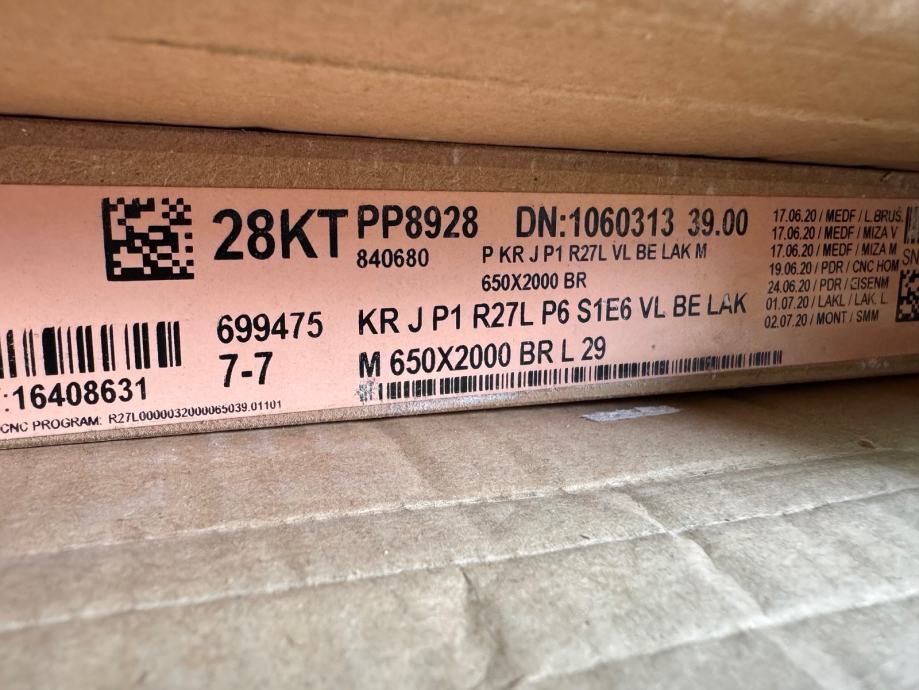 28KT
PP8928 DN:1060313 39.00
840680 P KR J P1 R27L VL BE LAK M
650X2000 BR
699475 KR J P1 R27L P6 S1E6 VL BE LAK
7-7 M 650X2000 BR L 29
:16408631
CNC PROGRAM: R27L0000032000065039.01101
17.06.20 / MEDF / L.BRUŠ.
17.06.20 / MEDF / MIZA V
17.06.20 / MEDF / MIZA M
19.06.20 / PDR / CNC HOM
24.06.20 / PDR / EISENM
01.07.20 / LAKL / LAK. L.
02.07.20 / MONT / SMM
SN